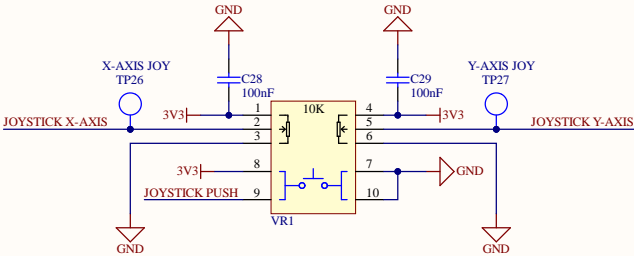 GND
GND
X-AXIS JOY
TP26
Y-AXIS JOY
TP27
C28
100nF
C29
100nF
3V3
1
10K
4
3V3
JOYSTICK X-AXIS
2
5
JOYSTICK Y-AXIS
3
6
3V3
8
7
GND
JOYSTICK PUSH
9
10
VR1
GND
GND